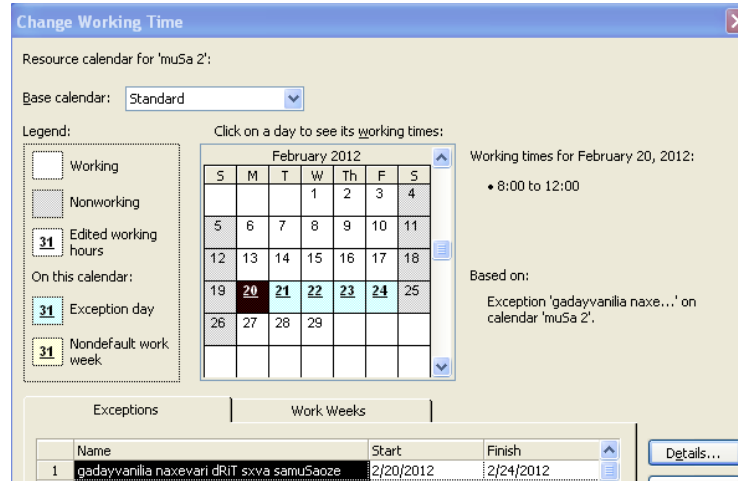 Change Working Time
Resource calendar for 'muSa 2':
Base calendar: Standard
Legend:
Working
Nonworking
31 Edited working hours
On this calendar:
31 Exception day
31 Nondefault work week
Click on a day to see its working times:
February 2012
S M T W Th F S
1 2 3 4
5 6 7 8 9 10 11
12 13 14 15 16 17 18
19 20 21 22 23 24 25
26 27 28 29
Working times for February 20, 2012:
• 8:00 to 12:00
Based on:
Exception 'gadayvanilia naxe...' on
calendar 'muSa 2'.
Exceptions Work Weeks
Name Start Finish
1 gadayvanilia naxevari dRiT sxva samuSaoze 2/20/2012 2/24/2012
Details...